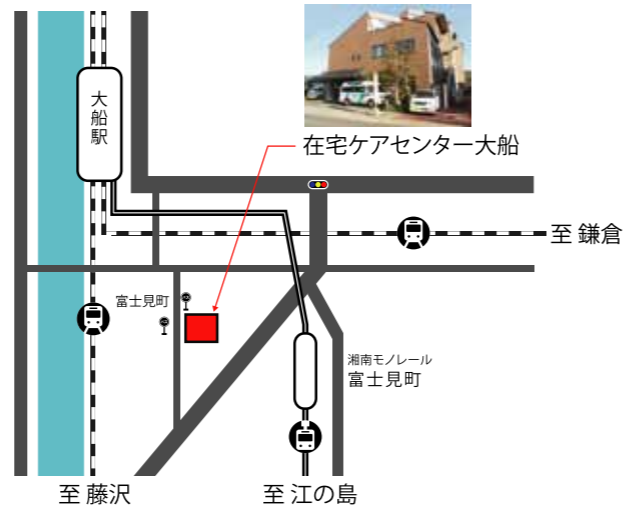 大船駅
在宅ケアセンター大船
至 鎌倉
富士見町
湘南モノレール
富士見町
至 藤沢
至 江の島